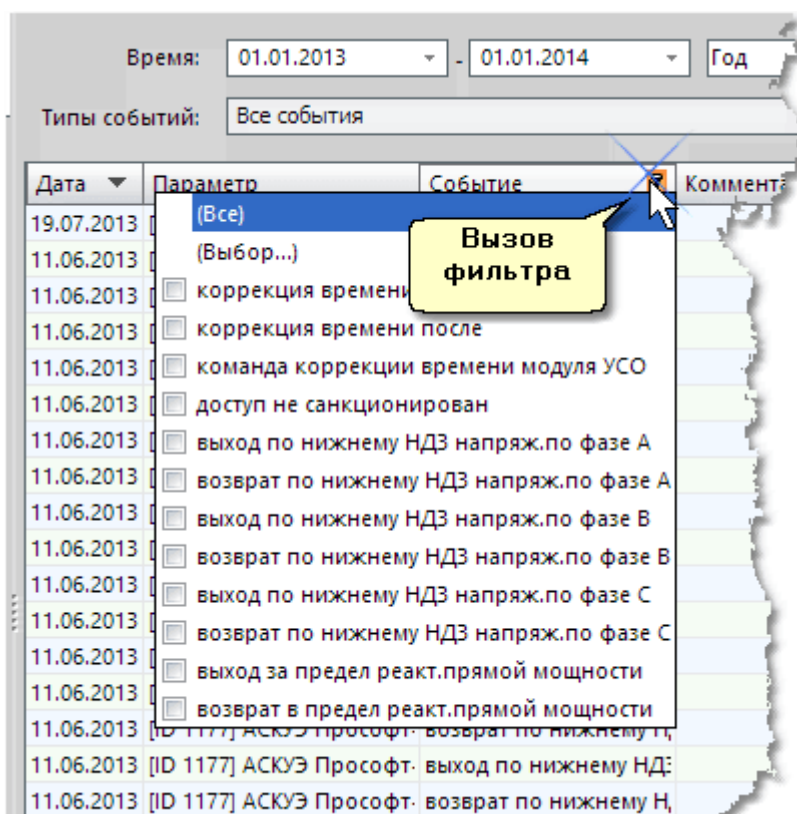 Время: 01.01.2013 - 01.01.2014 Год
Типы событий: Все события
Дата Параметр Событие Коммента
19.07.2013 [
(Все)
Вызов
фильтра
11.06.2013 [
(Выбор...)
11.06.2013 [
коррекция времени
11.06.2013 [
коррекция времени после
11.06.2013 [
команда коррекции времени модуля УСО
11.06.2013 [
доступ не санкционирован
11.06.2013 [
выход по нижнему НДЗ напряж.по фазе А
11.06.2013 [
возврат по нижнему НДЗ напряж.по фазе А
11.06.2013 [
выход по нижнему НДЗ напряж.по фазе В
11.06.2013 [
возврат по нижнему НДЗ напряж.по фазе В
11.06.2013 [
выход по нижнему НДЗ напряж.по фазе С
11.06.2013 [
возврат по нижнему НДЗ напряж.по фазе С
11.06.2013 [
выход за предел реакт.прямой мощности
11.06.2013 [
возврат в предел реакт.прямой мощности
11.06.2013 [ID 1177] АСКУЭ Прософт- возврат по нижнему Н
11.06.2013 [ID 1177] АСКУЭ Прософт- выход по нижнему НДЗ
11.06.2013 [ID 1177] АСКУЭ Прософт- возврат по нижнему Н